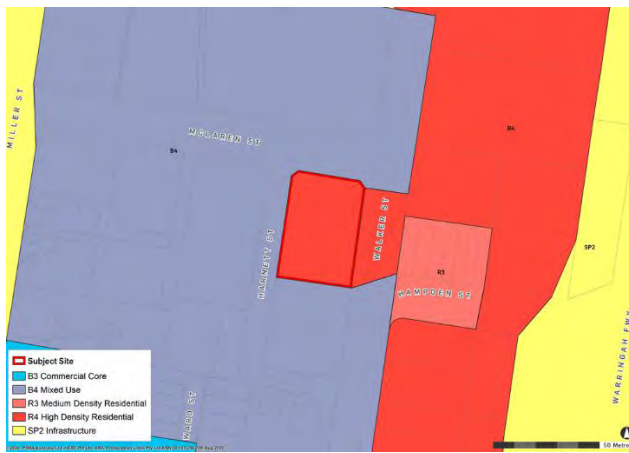 MILLER ST
MCLAREN ST
B4
R4
HARNETT ST
WALKER ST
R3
HAMPDEN ST
SP2
WARRINGAH FWY
WARD ST
Subject Site
B3 Commercial Core
B4 Mixed Use
R3 Medium Density Residential
R4 High Density Residential
SP2 Infrastructure
50 Metre